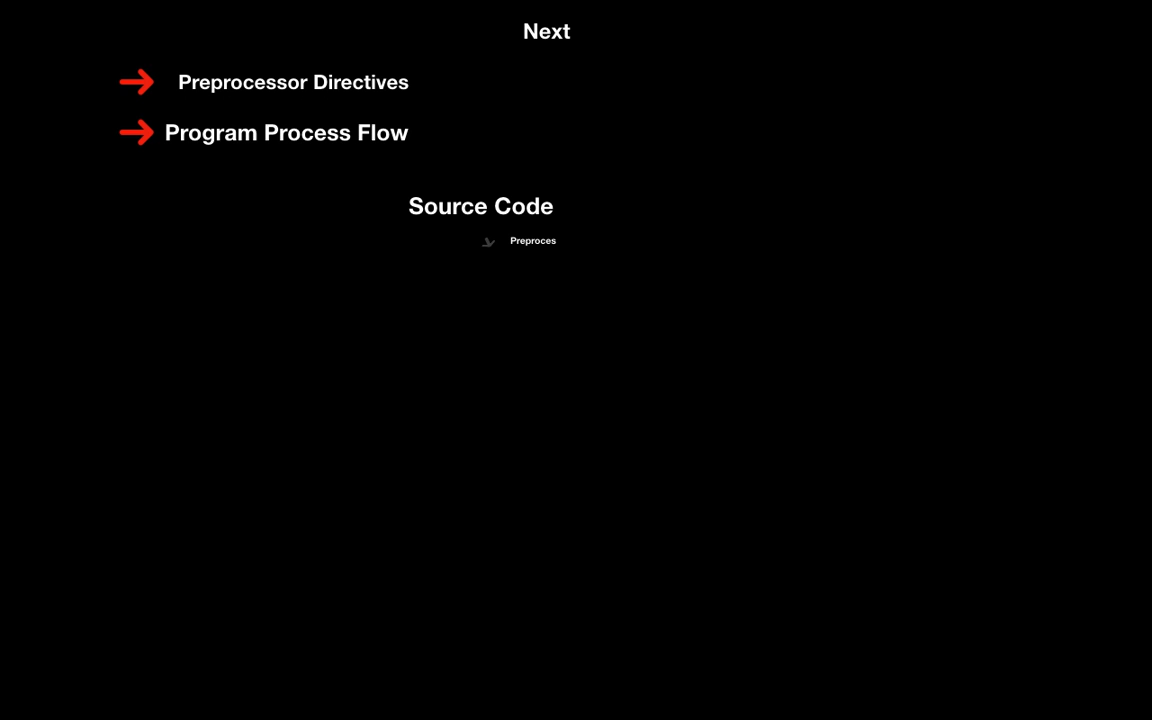 Next
Preprocessor Directives
Program Process Flow
Source Code
Preproces